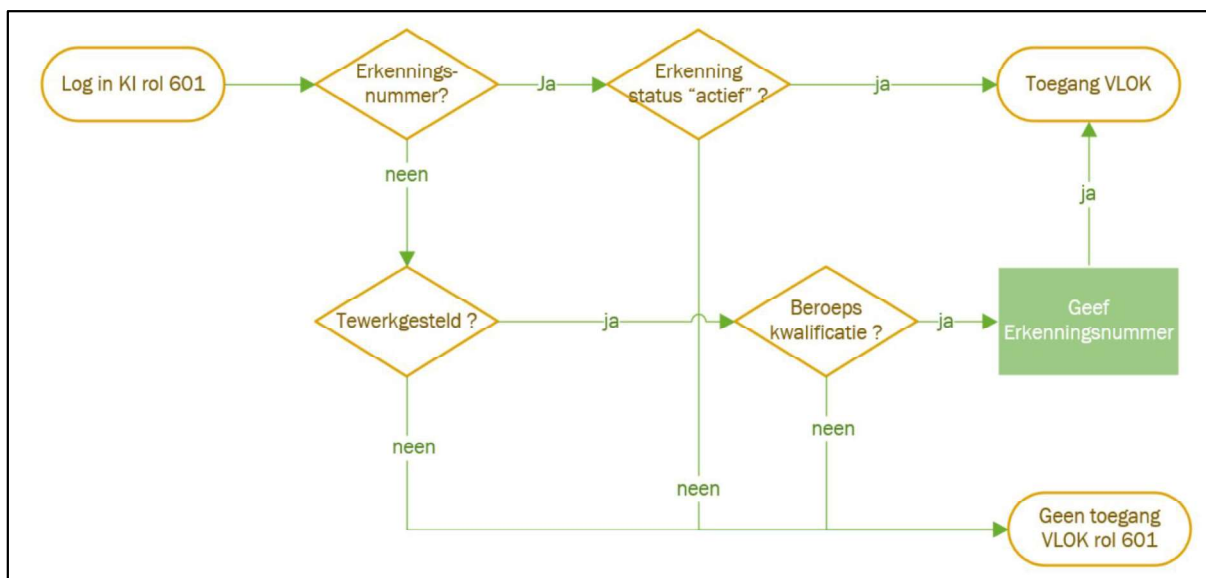 Log in KI rol 601
Erkennings-
nummer?
Ja
Erkenning
status “actief” ?
ja
Toegang VLOK
neen
ja
Tewerkgesteld ?
ja
Beroeps
kwalificatie ?
ja
Geef
Erkenningsnummer
neen
neen
neen
Geen toegang
VLOK rol 601